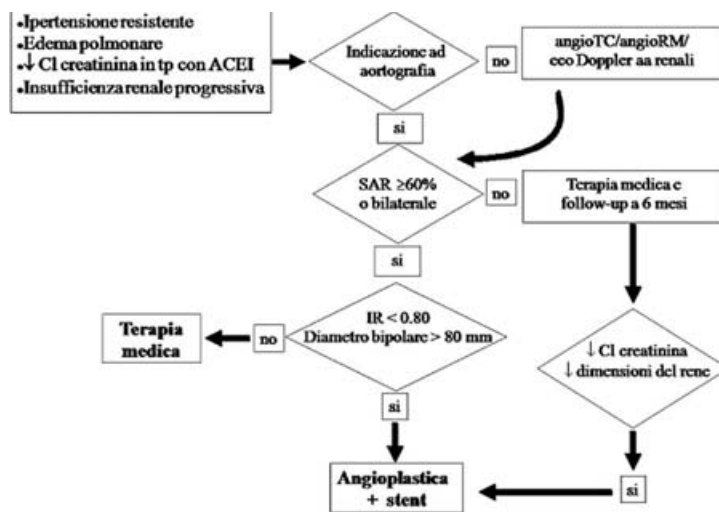 •Ipertensione resistente
•Edema polmonare
•↓ Cl creatinina in tp con ACEI
•Insufficienza renale progressiva
Indicazione ad
aortografia
no
angioTC/angioRM/
eco Doppler aa renali
si
SAR ≥60%
o bilaterale
no
Terapia medica e
follow-up a 6 mesi
si
IR < 0.80
Diametro bipolare > 80 mm
no
Terapia
medica
↓ Cl creatinina
↓ dimensioni del rene
si
Angioplastica
+ stent
si